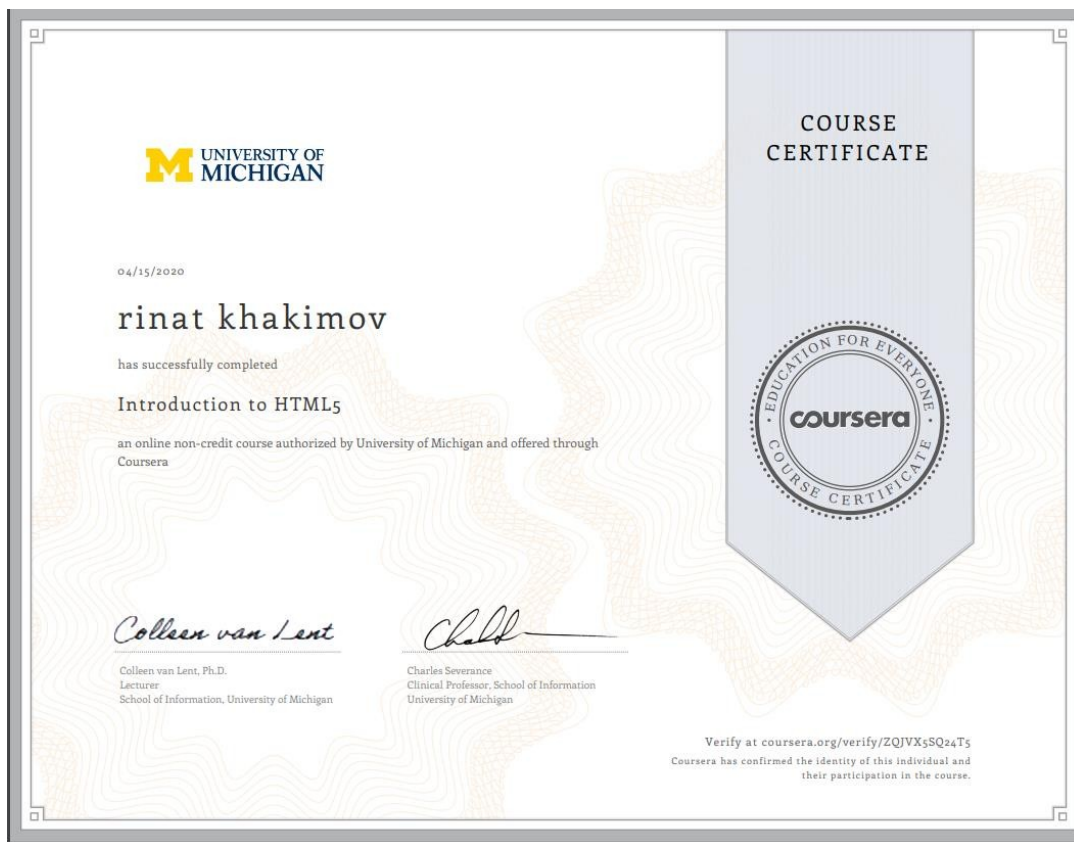 UNIVERSITY OF
MICHIGAN
COURSE
CERTIFICATE
04/15/2020
rinat khakimov
has successfully completed
Introduction to HTML5
an online non-credit course authorized by University of Michigan and offered through
Coursera
EDUCATION FOR EVERYONE
coursera
COURSE CERTIFICATE
Colleen van Lent
Colleen van Lent, Ph.D.
Lecturer
School of Information, University of Michigan
Charles Severance
Clinical Professor, School of Information
University of Michigan
Verify at coursera.org/verify/ZQJVX5SQ24T5
Coursera has confirmed the identity of this individual and
their participation in the course.